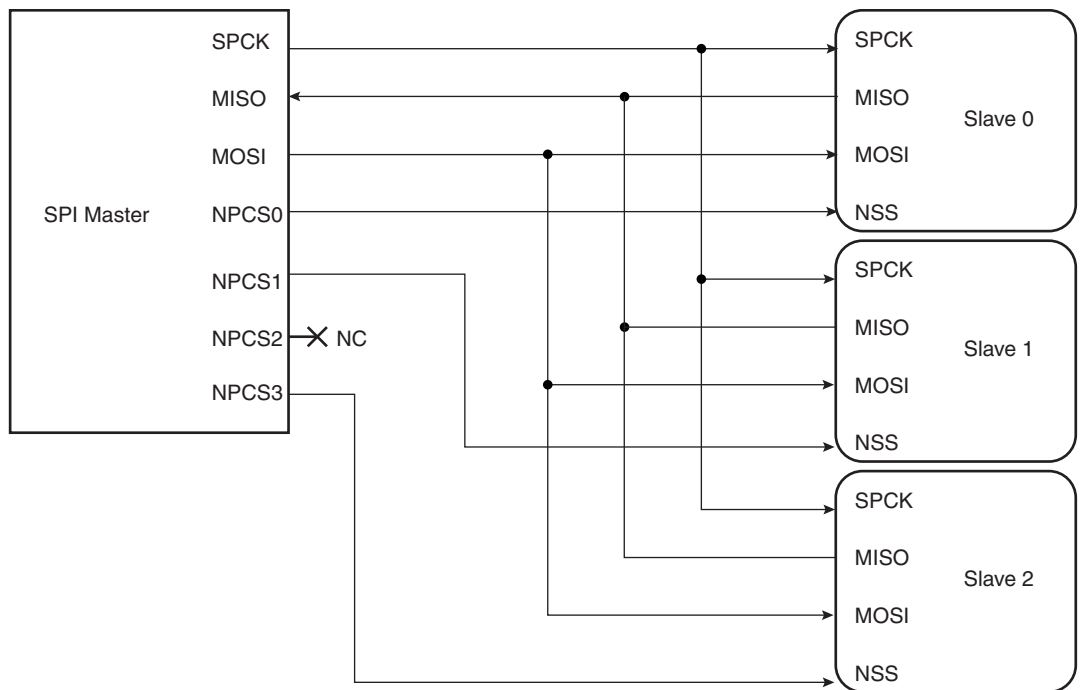 SPI Master
SPCK
MISO
MOSI
NPCS0
NPCS1
NPCS2
NC
NPCS3
SPCK
MISO
Slave 0
MOSI
NSS
SPCK
MISO
Slave 1
MOSI
NSS
SPCK
MISO
Slave 2
MOSI
NSS